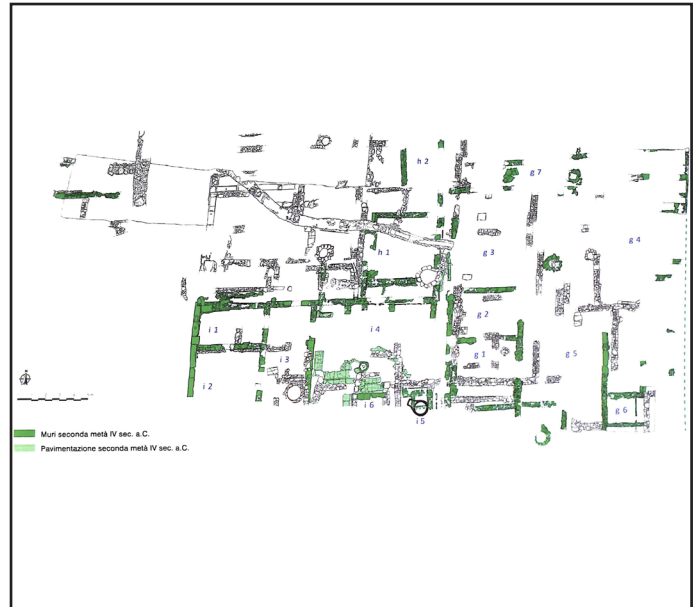 h 2
g 7
g 4
h 1
g 3
g 2
i 1
i 4
g 1
g 5
i 3
i 2
i 6
g 6
i 5
Muri seconda metà IV sec. a.C.
Pavimentazione seconda metà IV sec. a.C.